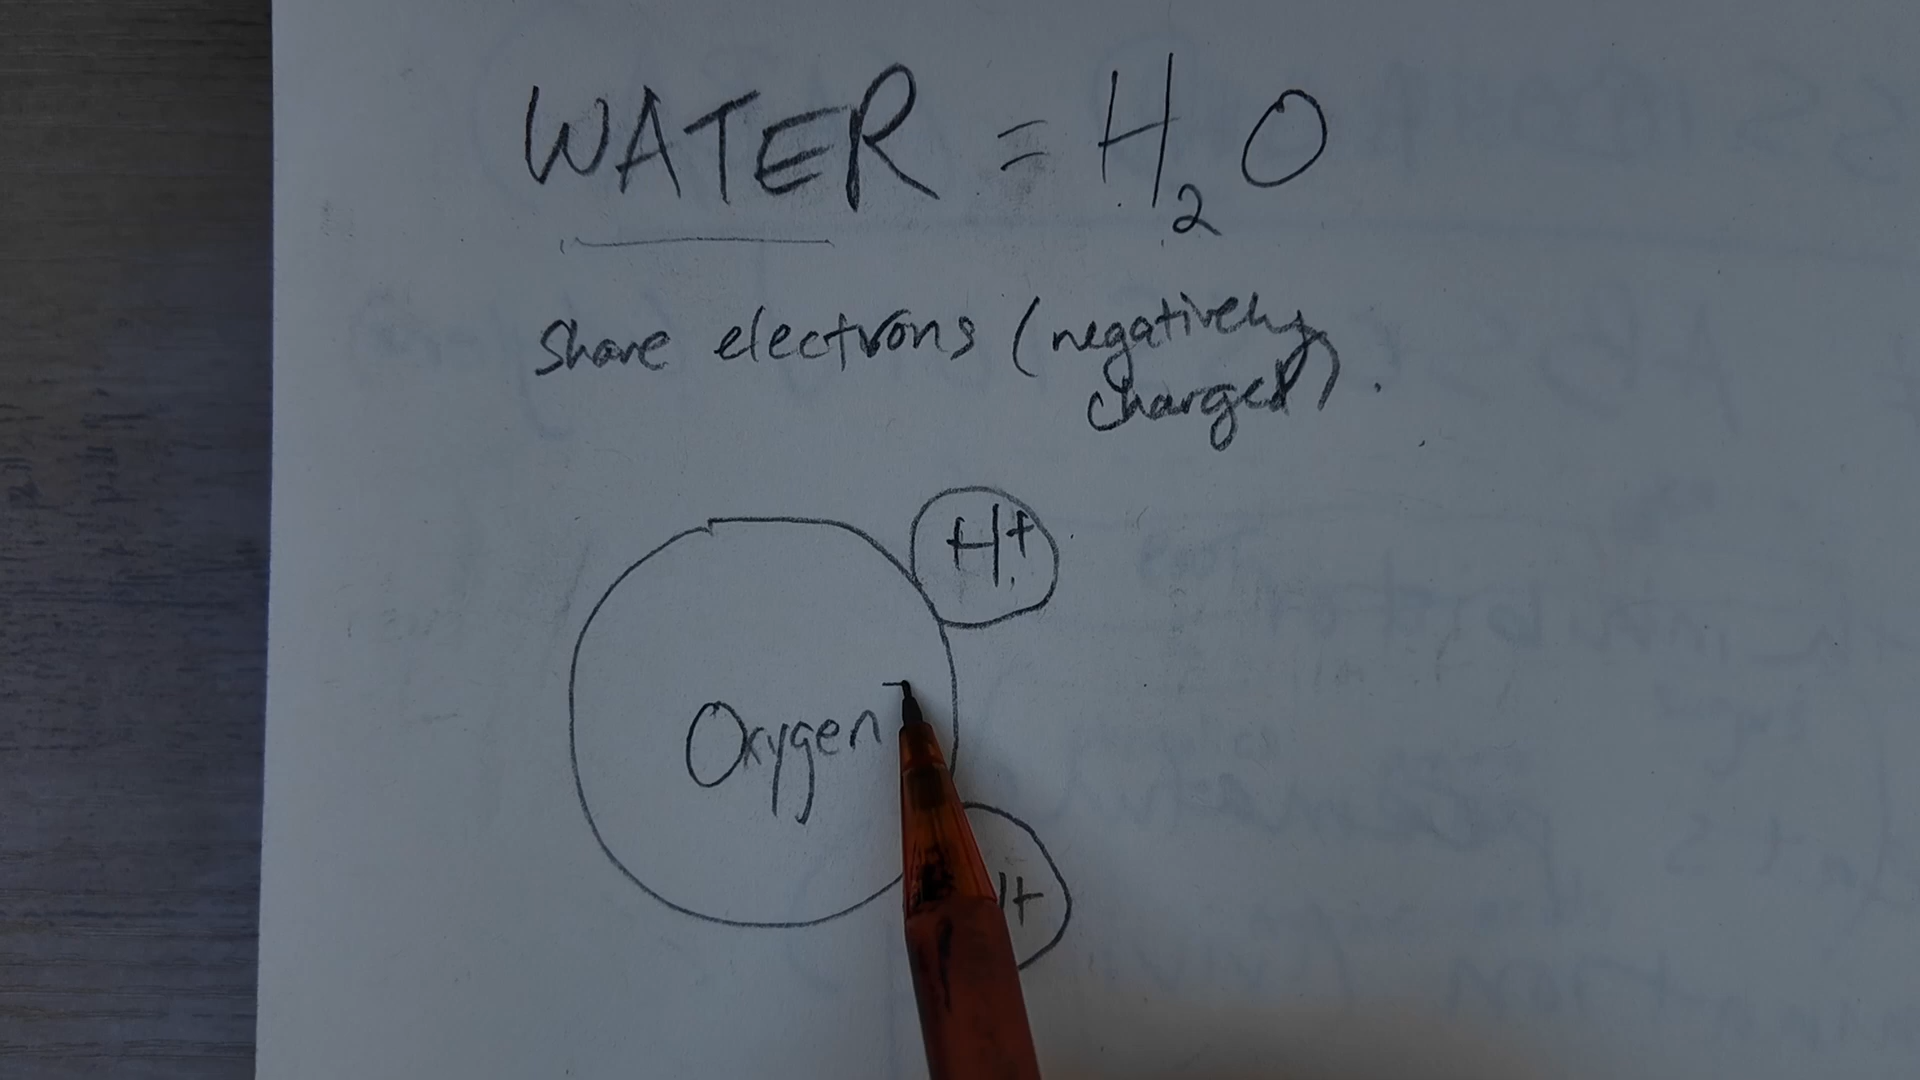 WATER = H₂O
Share electrons (negatively
charged).
H+
Oxygen -
H+